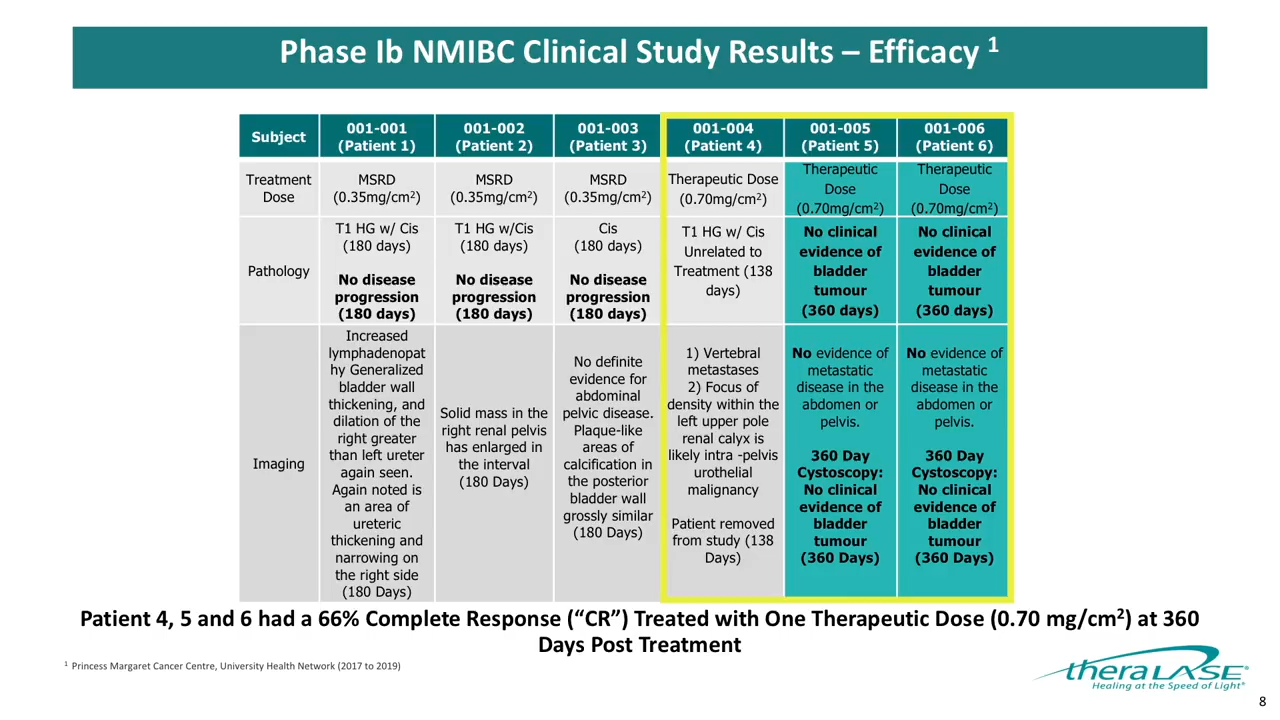 Phase Ib NMIBC Clinical Study Results – Efficacy 1
Subject
001-001
(Patient 1)
001-002
(Patient 2)
001-003
(Patient 3)
001-004
(Patient 4)
001-005
(Patient 5)
001-006
(Patient 6)
Treatment
Dose
MSRD
(0.35mg/cm2)
MSRD
(0.35mg/cm2)
MSRD
(0.35mg/cm2)
Therapeutic Dose
(0.70mg/cm2)
Therapeutic
Dose
(0.70mg/cm2)
Therapeutic
Dose
(0.70mg/cm2)
Pathology
T1 HG w/ Cis
(180 days)
No disease
progression
(180 days)
T1 HG w/Cis
(180 days)
No disease
progression
(180 days)
Cis
(180 days)
No disease
progression
(180 days)
T1 HG w/ Cis
Unrelated to
Treatment (138
days)
No clinical
evidence of
bladder
tumour
(360 days)
No clinical
evidence of
bladder
tumour
(360 days)
Imaging
Increased
lymphadenopat
hy Generalized
bladder wall
thickening, and
dilation of the
right greater
than left ureter
again seen.
Again noted is
an area of
ureteric
thickening and
narrowing on
the right side
(180 Days)
Solid mass in the
right renal pelvis
has enlarged in
the interval
(180 Days)
No definite
evidence for
abdominal
pelvic disease.
Plaque-like
areas of
calcification in
the posterior
bladder wall
grossly similar
(180 Days)
1) Vertebral
metastases
2) Focus of
density within the
left upper pole
renal calyx is
likely intra -pelvis
urothelial
malignancy
Patient removed
from study (138
Days)
No evidence of
metastatic
disease in the
abdomen or
pelvis.
360 Day
Cystoscopy:
No clinical
evidence of
bladder
tumour
(360 Days)
No evidence of
metastatic
disease in the
abdomen or
pelvis.
360 Day
Cystoscopy:
No clinical
evidence of
bladder
tumour
(360 Days)
Patient 4, 5 and 6 had a 66% Complete Response (“CR”) Treated with One Therapeutic Dose (0.70 mg/cm2) at 360
Days Post Treatment
1 Princess Margaret Cancer Centre, University Health Network (2017 to 2019)
theraLASE®
Healing at the Speed of Light®
8